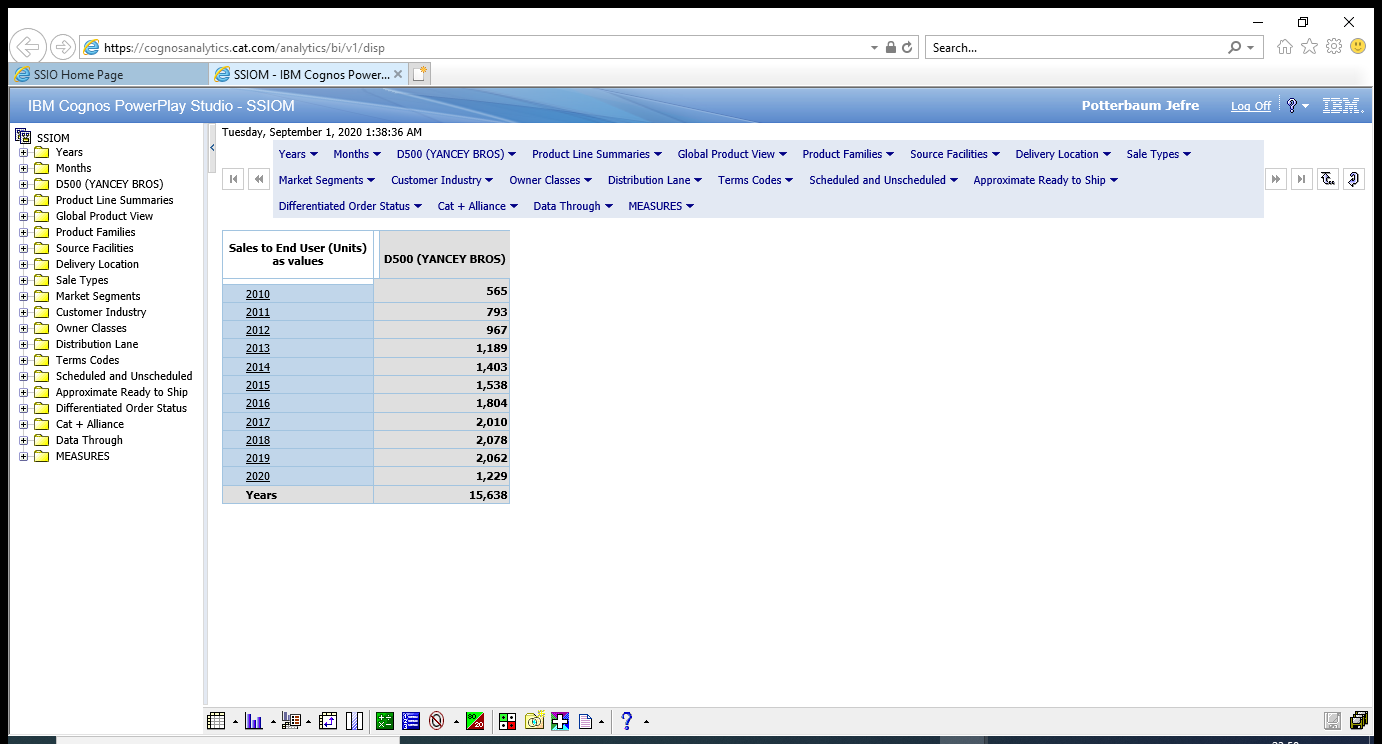 https://cognosanalytics.cat.com/analytics/bi/v1/disp
Search...
SSIO Home Page
SSIOM - IBM Cognos Power...
IBM Cognos PowerPlay Studio - SSIOM
Potterbaum Jefre
Log Off
IBM.
SSIOM
Years
Months
D500 (YANCEY BROS)
Product Line Summaries
Global Product View
Product Families
Source Facilities
Delivery Location
Sale Types
Market Segments
Customer Industry
Owner Classes
Distribution Lane
Terms Codes
Scheduled and Unscheduled
Approximate Ready to Ship
Differentiated Order Status
Cat + Alliance
Data Through
MEASURES
Tuesday, September 1, 2020 1:38:36 AM
Years Months D500 (YANCEY BROS) Product Line Summaries Global Product View Product Families Source Facilities Delivery Location Sale Types
Market Segments Customer Industry Owner Classes Distribution Lane Terms Codes Scheduled and Unscheduled Approximate Ready to Ship
Differentiated Order Status Cat + Alliance Data Through MEASURES
Sales to End User (Units)
as values
D500 (YANCEY BROS)
2010 565
2011 793
2012 967
2013 1,189
2014 1,403
2015 1,538
2016 1,804
2017 2,010
2018 2,078
2019 2,062
2020 1,229
Years 15,638
80
20
?